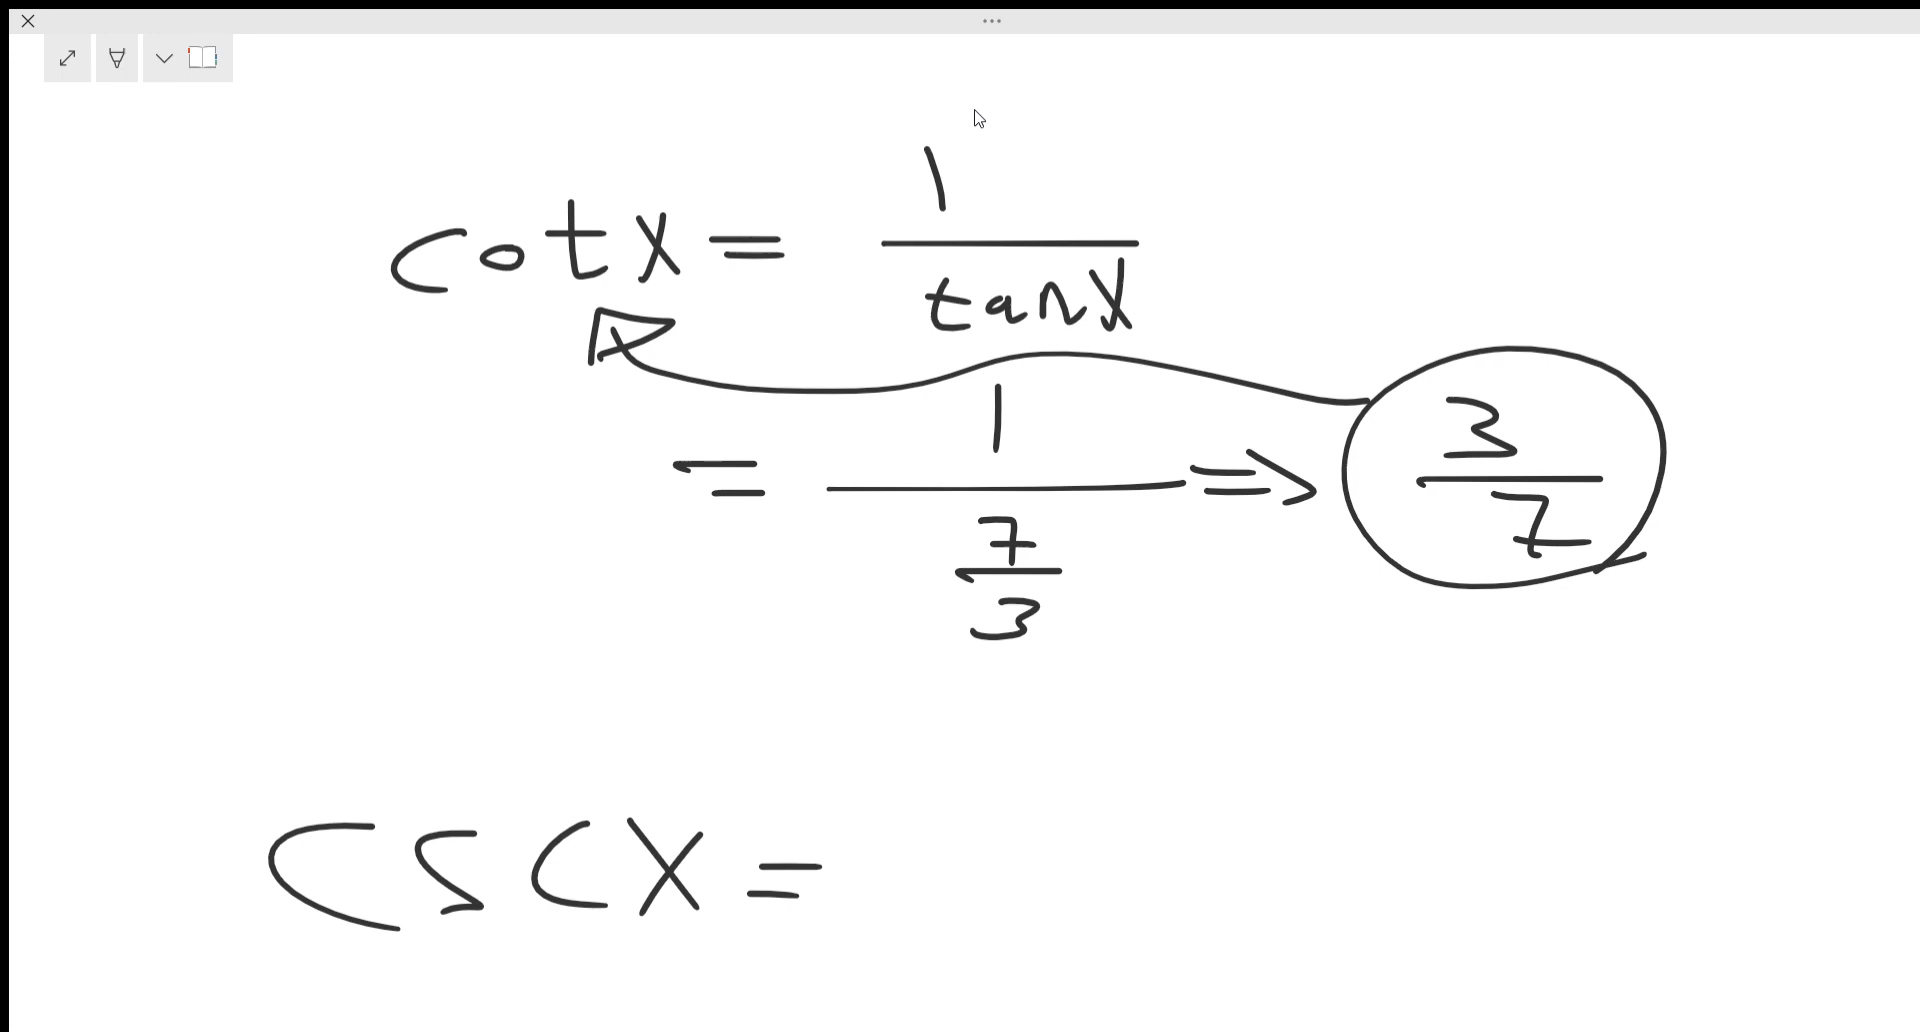 cot x = 1 / tan x
= 1 / (7/3) => 3/7
csc x =